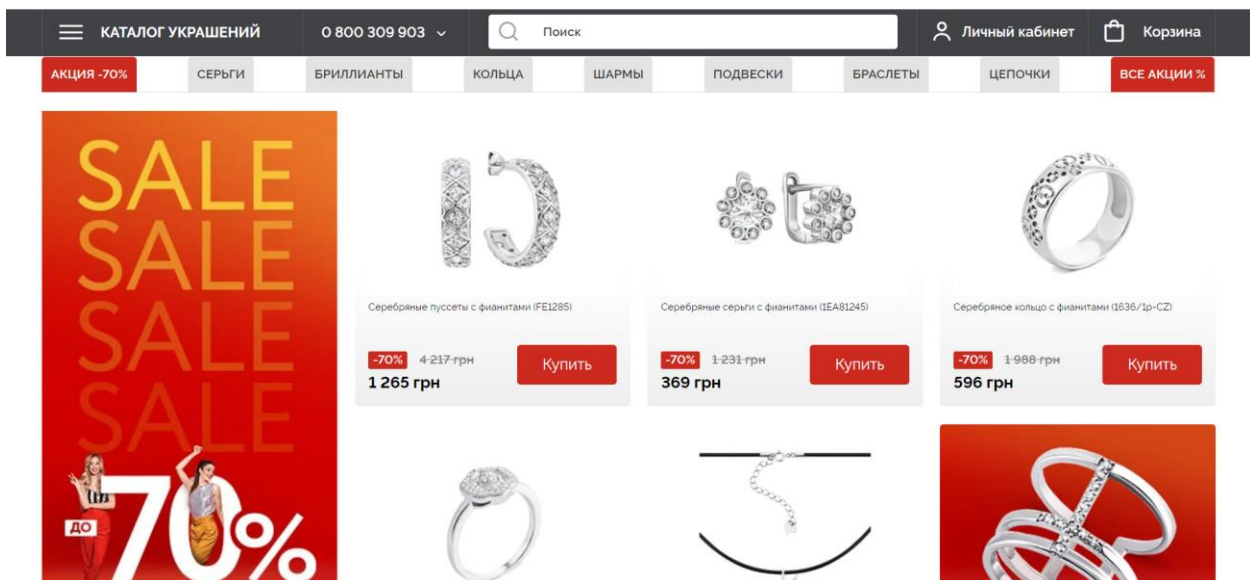 КАТАЛОГ УКРАШЕНИЙ
0 800 309 903
Поиск
Личный кабинет
Корзина
АКЦИЯ -70%
СЕРЬГИ
БРИЛЛИАНТЫ
КОЛЬЦА
ШАРМЫ
ПОДВЕСКИ
БРАСЛЕТЫ
ЦЕПОЧКИ
ВСЕ АКЦИИ %
SALE
SALE
SALE
SALE
SALE
ДО
70%
Серебряные пуссеты с фианитами (FE1285)
-70% 4 217 грн
1 265 грн
Купить
Серебряные серьги с фианитами (1EA81245)
-70% 1 231 грн
369 грн
Купить
Серебряное кольцо с фианитами (1636/1р-CZ)
-70% 1 988 грн
596 грн
Купить